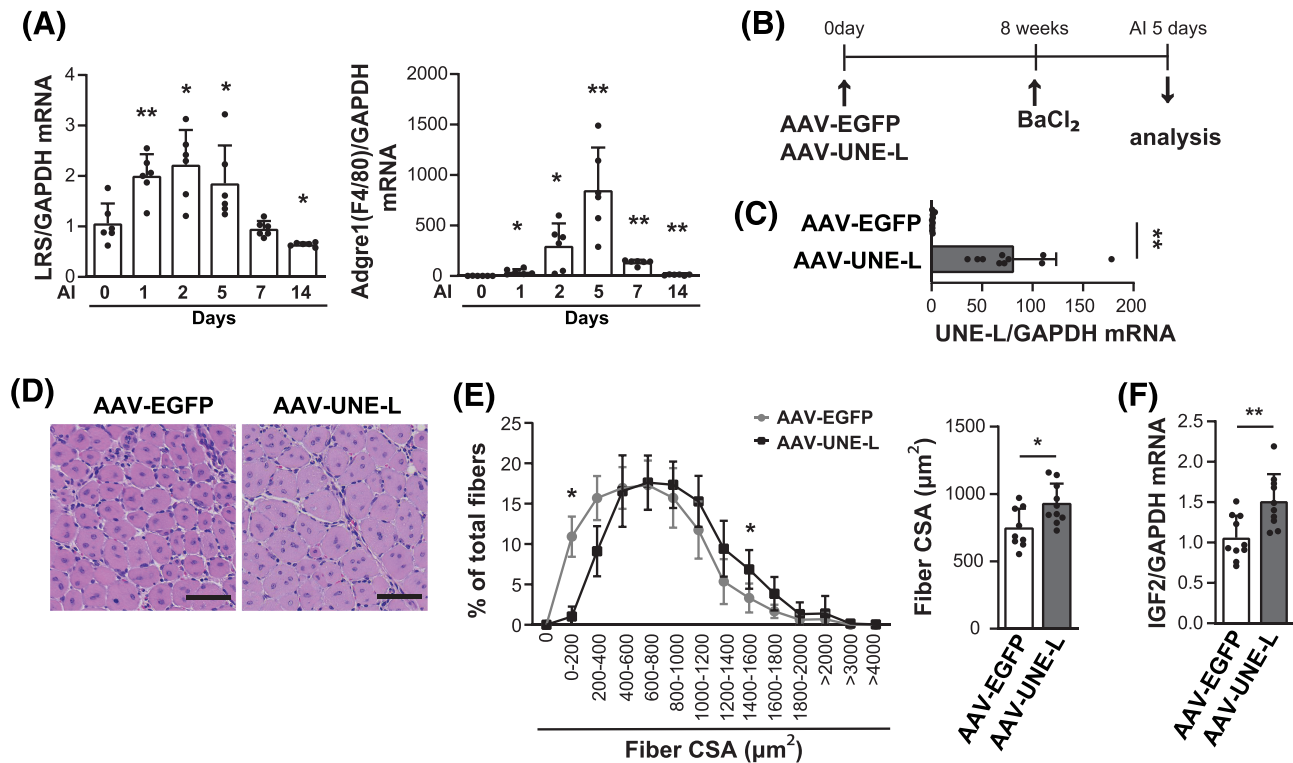 (A)
LRS/GAPDH mRNA
4
3
2
1
0
** * * *
AI 0 1 2 5 7 14
Days
Adgre1(F4/80)/GAPDH
mRNA
2000
1500
1000
500
0
* * ** ** **
AI 0 1 2 5 7 14
Days
(B)
0day 8 weeks AI 5 days
AAV-EGFP
AAV-UNE-L
BaCl₂
analysis
(C)
AAV-EGFP
AAV-UNE-L
**
0 50 100 150 200
UNE-L/GAPDH mRNA
(D)
AAV-EGFP AAV-UNE-L
(E)
AAV-EGFP
AAV-UNE-L
% of total fibers
25
20
15
10
5
0
* *
0 0-200 200-400 400-600 600-800 800-1000 1000-1200 1200-1400 1400-1600 1600-1800 1800-2000 >2000 >3000 >4000
Fiber CSA (µm²)
Fiber CSA (µm²)
1500
1000
500
0
*
AAV-EGFP
AAV-UNE-L
(F)
IGF2/GAPDH mRNA
2.5
2.0
1.5
1.0
0.5
0.0
**
AAV-EGFP
AAV-UNE-L